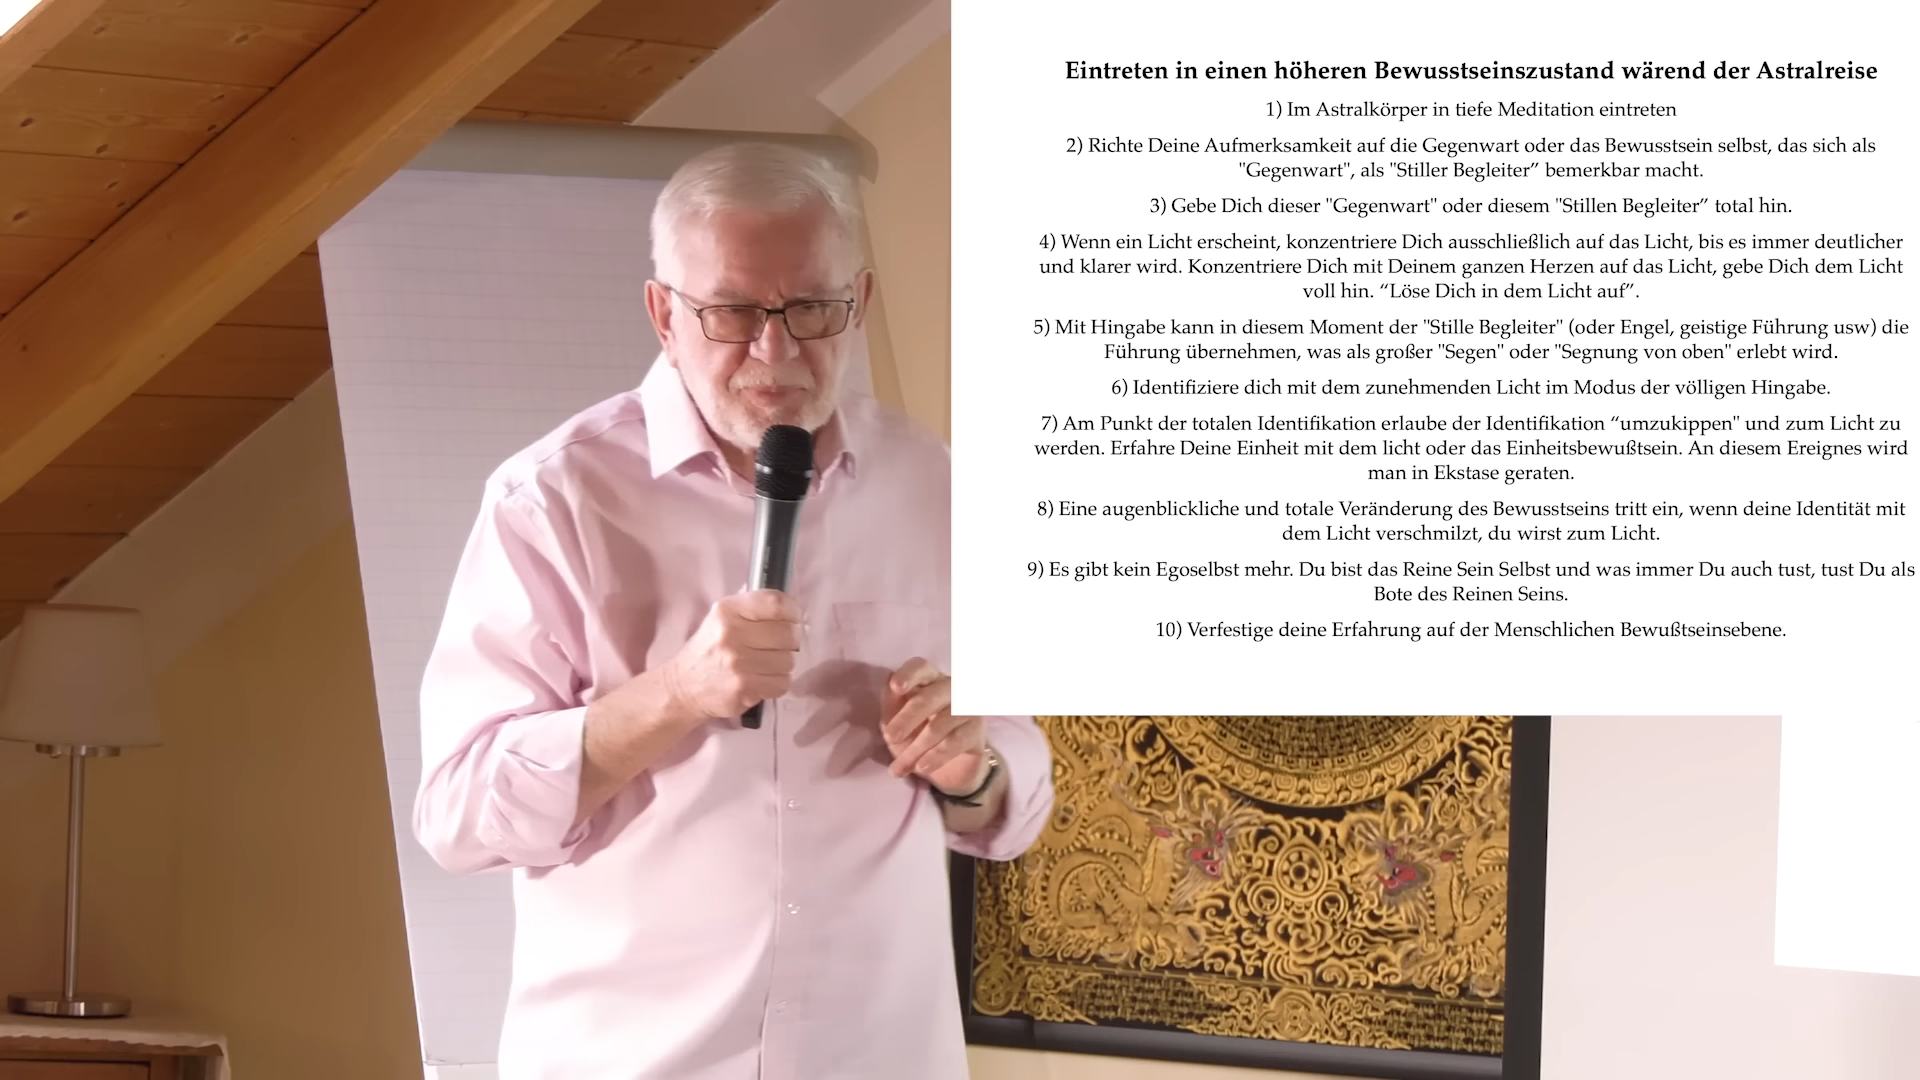 Eintreten in einen höheren Bewusstseinszustand wärend der Astralreise
1) Im Astralkörper in tiefe Meditation eintreten
2) Richte Deine Aufmerksamkeit auf die Gegenwart oder das Bewusstsein selbst, das sich als
"Gegenwart", als "Stiller Begleiter” bemerkbar macht.
3) Gebe Dich dieser "Gegenwart" oder diesem "Stillen Begleiter” total hin.
4) Wenn ein Licht erscheint, konzentriere Dich ausschließlich auf das Licht, bis es immer deutlicher
und klarer wird. Konzentriere Dich mit Deinem ganzen Herzen auf das Licht, gebe Dich dem Licht
voll hin. “Löse Dich in dem Licht auf”.
5) Mit Hingabe kann in diesem Moment der "Stille Begleiter" (oder Engel, geistige Führung usw) die
Führung übernehmen, was als großer "Segen" oder "Segnung von oben" erlebt wird.
6) Identifiziere dich mit dem zunehmenden Licht im Modus der völligen Hingabe.
7) Am Punkt der totalen Identifikation erlaube der Identifikation “umzukippen" und zum Licht zu
werden. Erfahre Deine Einheit mit dem licht oder das Einheitsbewußtsein. An diesem Ereignes wird
man in Ekstase geraten.
8) Eine augenblickliche und totale Veränderung des Bewusstseins tritt ein, wenn deine Identität mit
dem Licht verschmilzt, du wirst zum Licht.
9) Es gibt kein Egoselbst mehr. Du bist das Reine Sein Selbst und was immer Du auch tust, tust Du als
Bote des Reinen Seins.
10) Verfestige deine Erfahrung auf der Menschlichen Bewußtseinsebene.